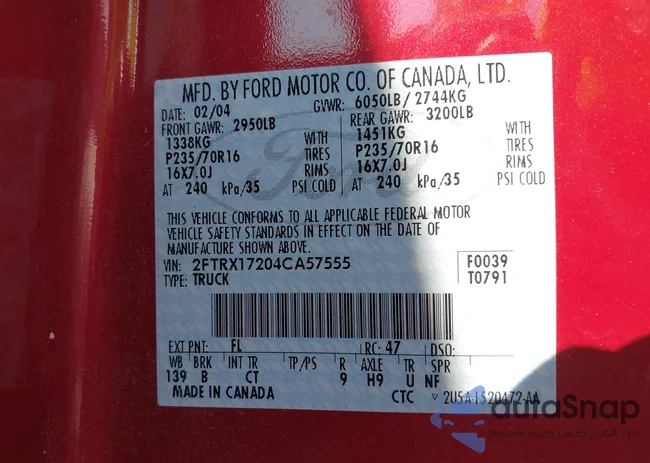 MFD. BY FORD MOTOR CO. OF CANADA, LTD.
DATE: 02/04 GVWR: 6050LB/ 2744KG
FRONT GAWR: 2950LB REAR GAWR: 3200LB
1338KG WITH 1451KG WITH
P235/70R16 TIRES P235/70R16 TIRES
16X7.0J RIMS 16X7.0J RIMS
AT 240 kPa/35 PSI COLD AT 240 kPa/35 PSI COLD
Ford
THIS VEHICLE CONFORMS TO ALL APPLICABLE FEDERAL MOTOR
VEHICLE SAFETY STANDARDS IN EFFECT ON THE DATE OF
MANUFACTURE SHOWN ABOVE.
VIN: 2FTRX17204CA57555 F0039
TYPE: TRUCK T0791
EXT PNT: FL RC: 47 DSO:
WB BRK INT TR TP/PS R AXLE TR SPR
139 B CT 9 H9 U NF
MADE IN CANADA CTC 2U5A-1520472-AA
autoSnap